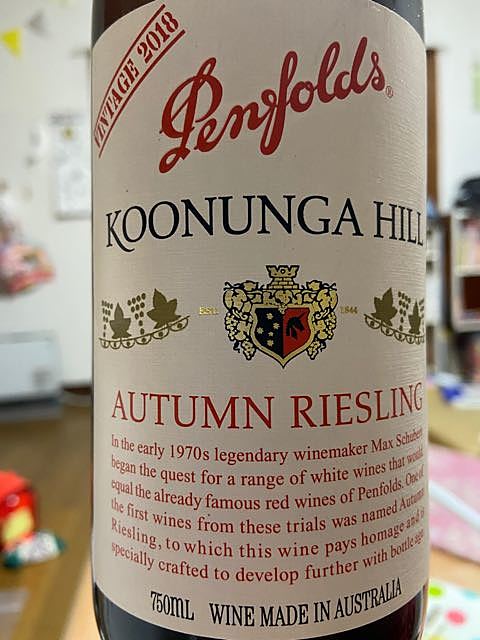 VINTAGE 2018
Penfolds®
KOONUNGA HILL
ESTD 1844
AUTUMN RIESLING
In the early 1970s legendary winemaker Max Schubert
began the quest for a range of white wines that would
equal the already famous red wines of Penfolds. One of
the first wines from these trials was named Autumn
Riesling, to which this wine pays homage and is
specially crafted to develop further with bottle age
750ML WINE MADE IN AUSTRALIA